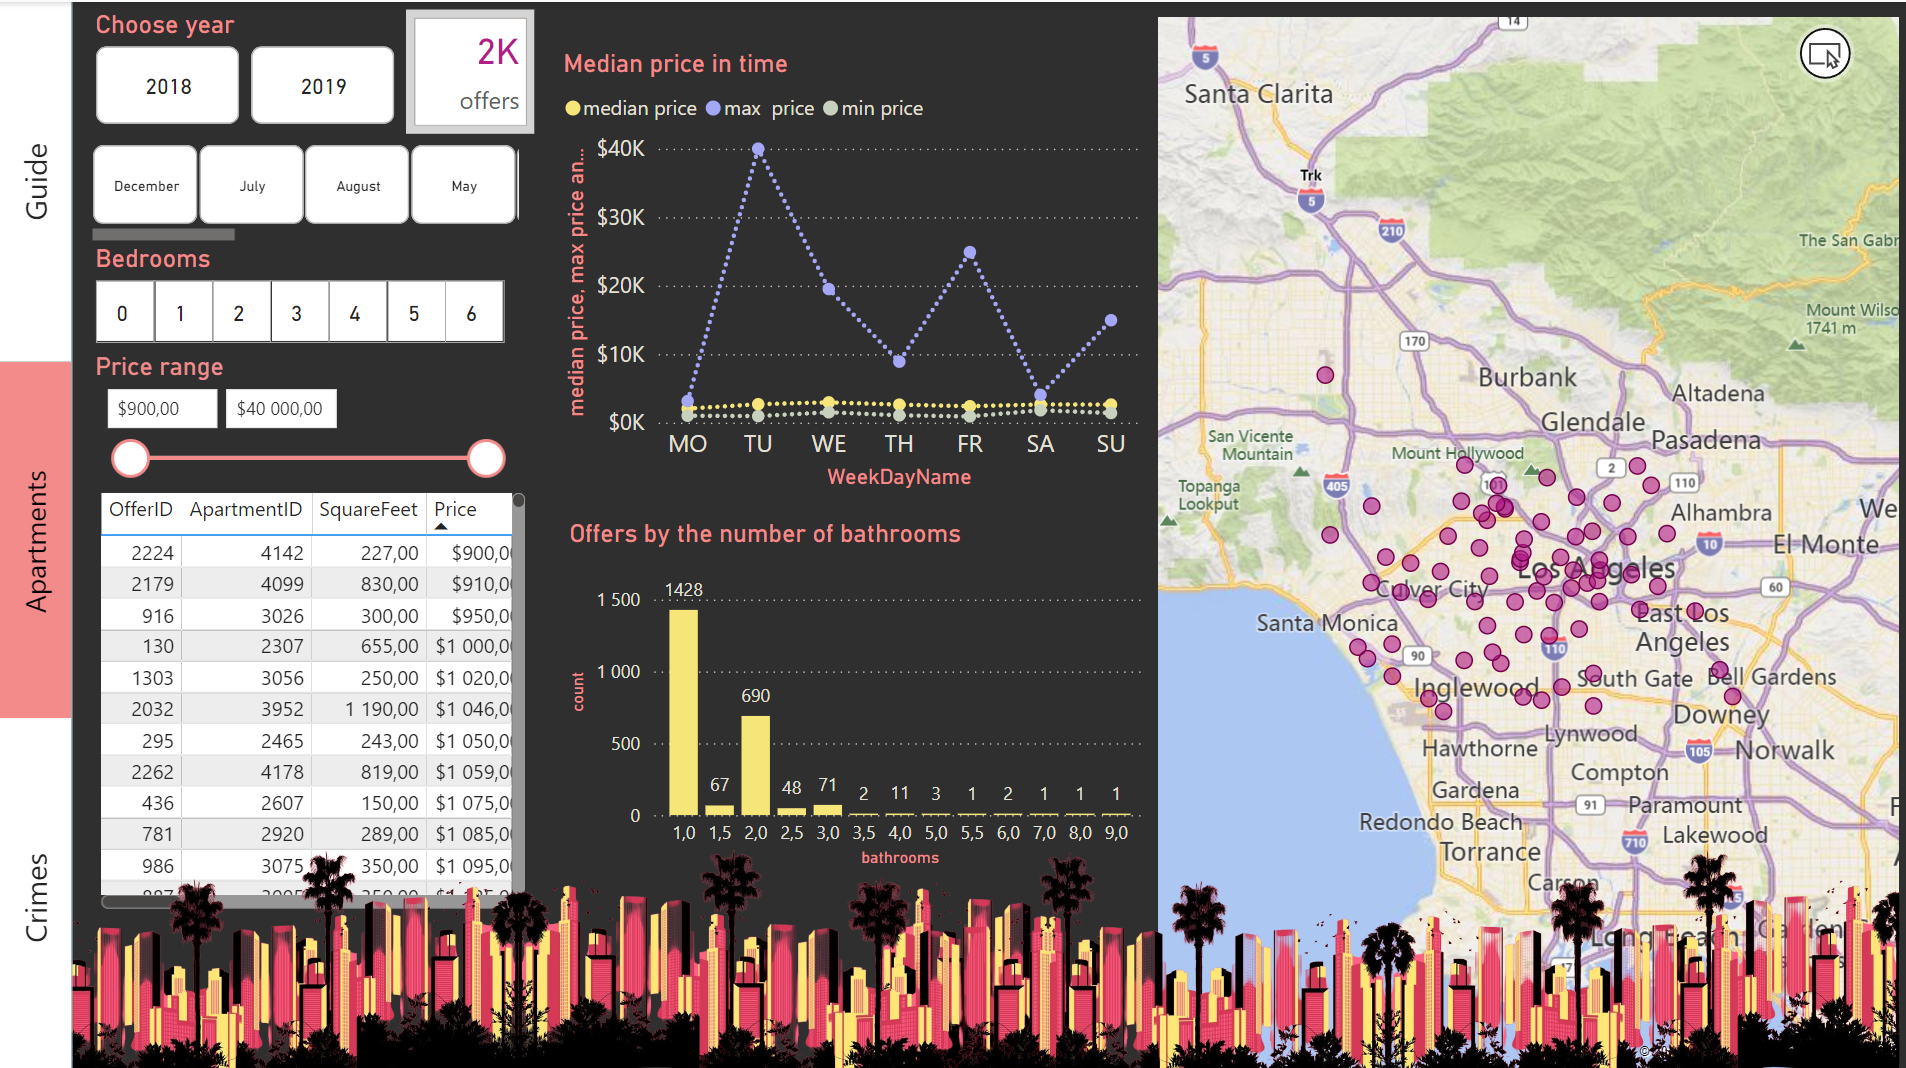 Guide
Apartments
Crimes
Choose year
2018
2019
2K
offers
December
July
August
May
Bedrooms
0 1 2 3 4 5 6
Price range
$900,00
$40 000,00
OfferID ApartmentID SquareFeet Price
2224 4142 227,00 $900,0
2179 4099 830,00 $910,0
916 3026 300,00 $950,0
130 2307 655,00 $1 000,0
1303 3056 250,00 $1 020,0
2032 3952 1 190,00 $1 046,0
295 2465 243,00 $1 050,0
2262 4178 819,00 $1 059,0
436 2607 150,00 $1 075,0
781 2920 289,00 $1 085,0
986 3075 350,00 $1 095,0
Median price in time
median price max price min price
median price, max price an...
$40K
$30K
$20K
$10K
$0K
MO TU WE TH FR SA SU
WeekDayName
Offers by the number of bathrooms
count
1 500
1 000
500
0
1428 67 690 48 71 2 11 3 1 2 1 1 1
1,0 1,5 2,0 2,5 3,0 3,5 4,0 5,0 5,5 6,0 7,0 8,0 9,0
bathrooms
14
5
Santa Clarita
Trk
5
210
The San Gabr
Mount Wilso
1741 m
170
Burbank
Altadena
Glendale
Pasadena
San Vicente
Mountain
Mount Hollywood
2
405
101
110
Topanga
Lookput
Alhambra
We
10
El Monte
Los Angeles
Culver City
60
Santa Monica
East Los
Angeles
110
90
Inglewood
South Gate
Bell Gardens
Downey
Hawthorne
Lynwood
105
Norwalk
Compton
Gardena
91
Paramount
Redondo Beach
Lakewood
710
Torrance
Carson